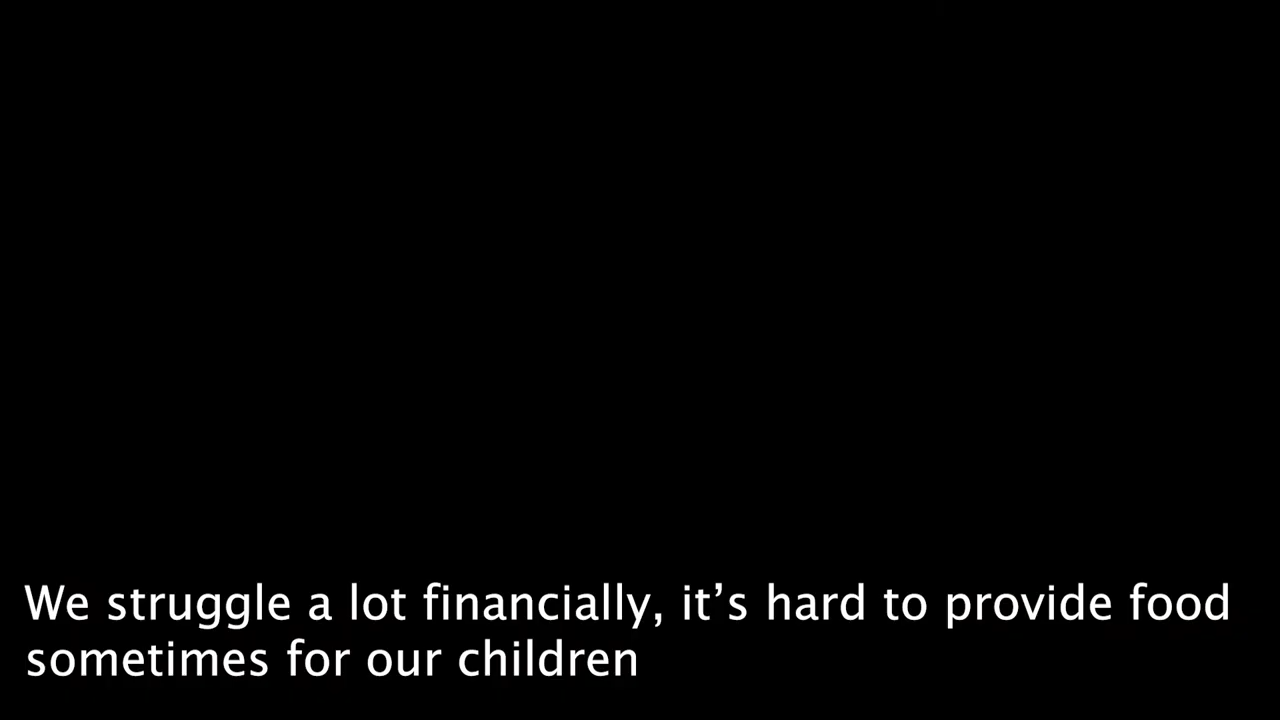 We struggle a lot financially, it’s hard to provide food
sometimes for our children